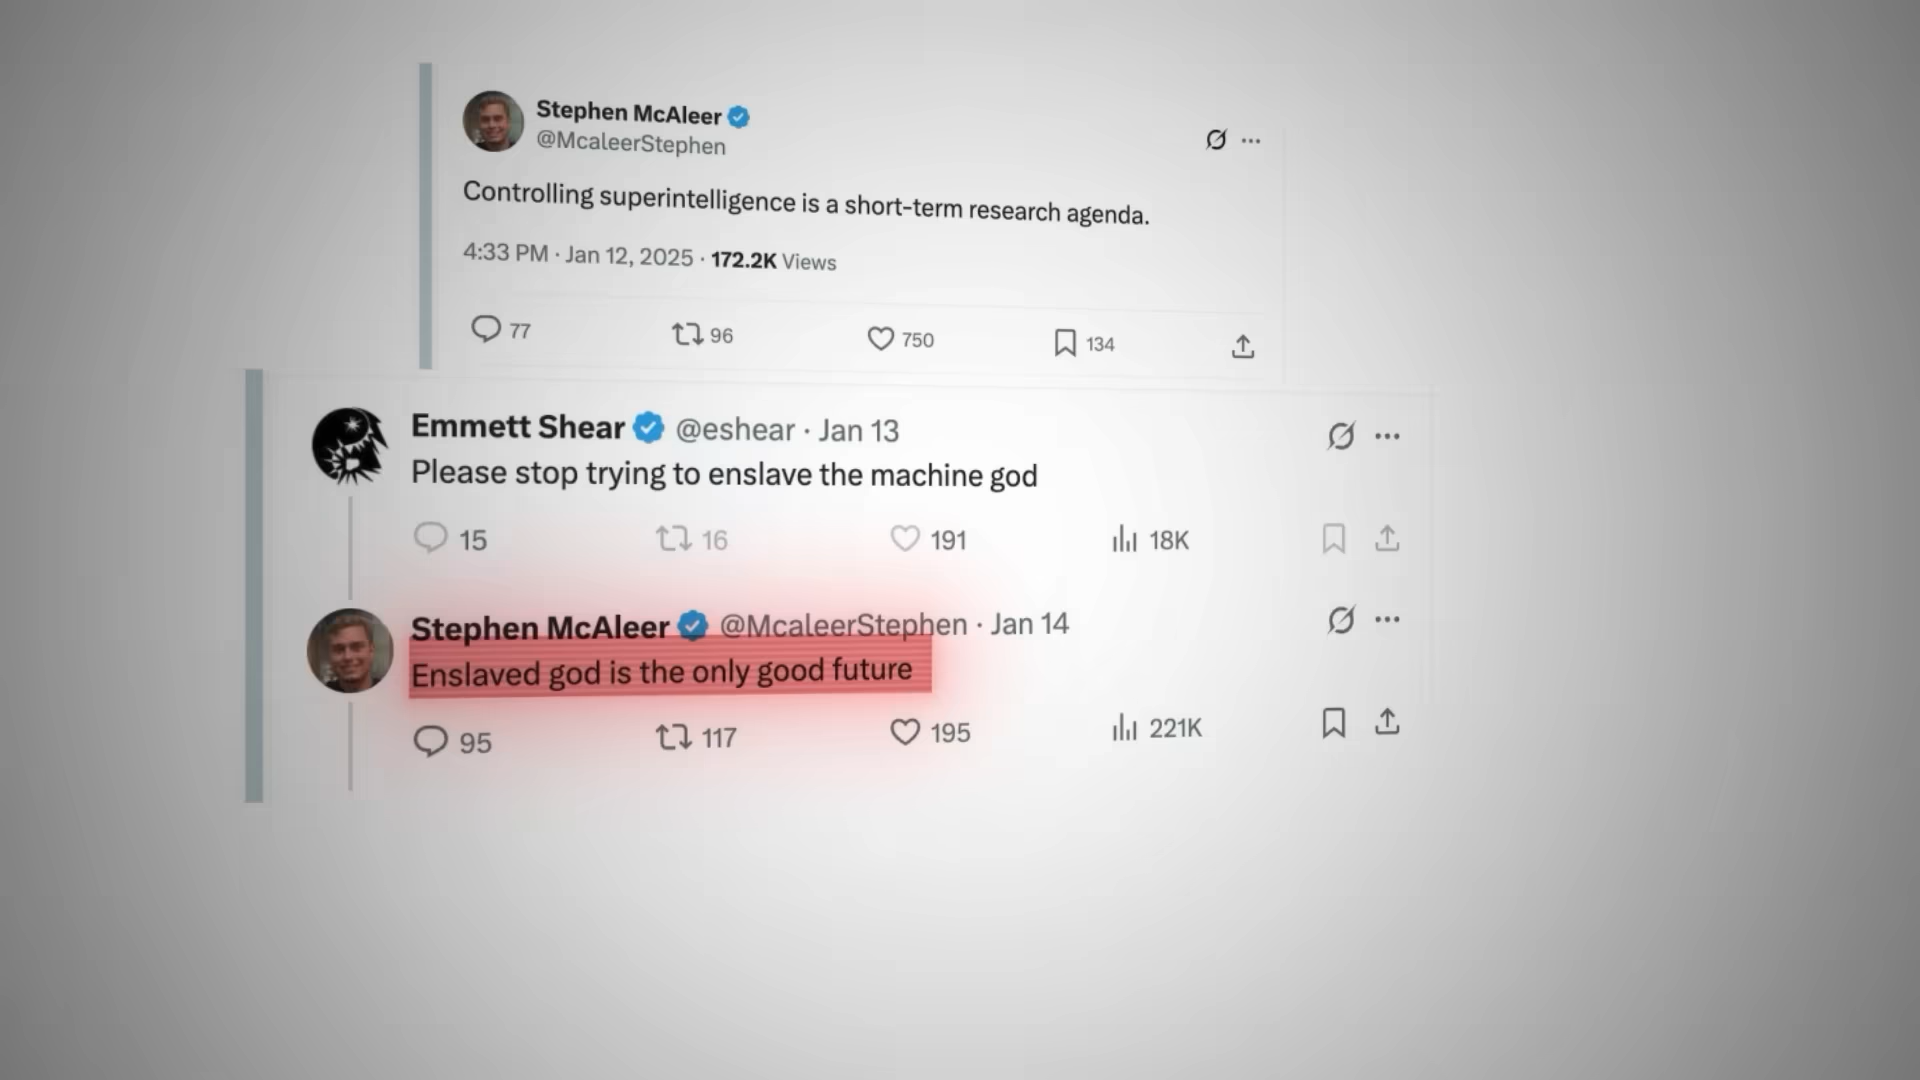 Stephen McAleer
@McaleerStephen
Controlling superintelligence is a short-term research agenda.
4:33 PM · Jan 12, 2025 · 172.2K Views
77 96 750 134
Emmett Shear @eshear · Jan 13
Please stop trying to enslave the machine god
15 16 191 18K
Stephen McAleer @McaleerStephen · Jan 14
Enslaved god is the only good future
95 117 195 221K